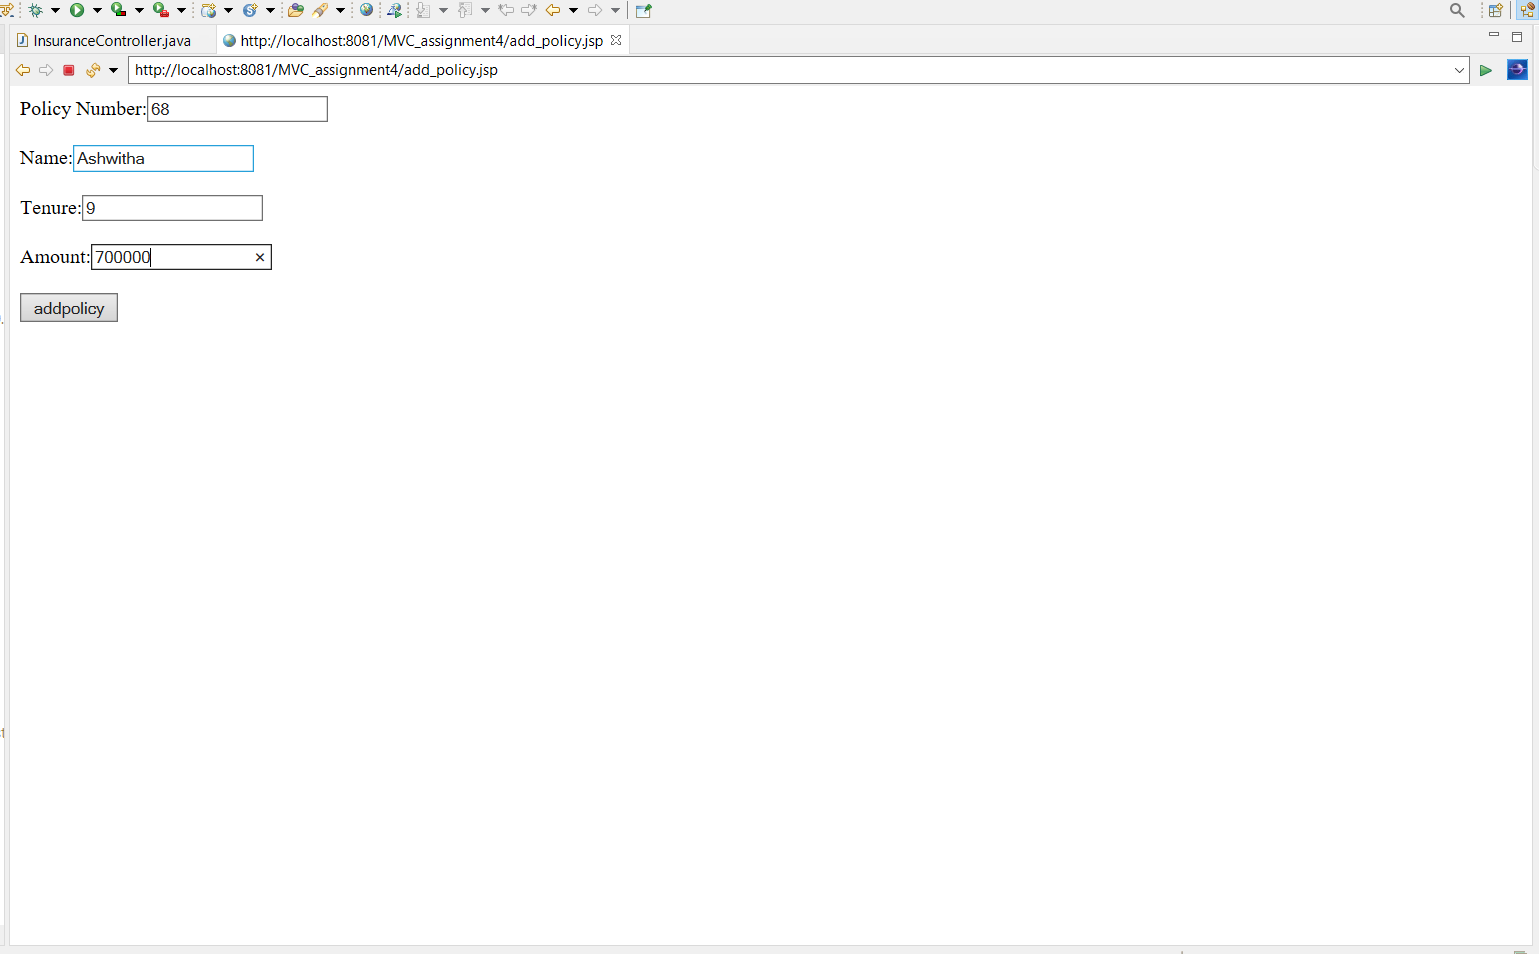 InsuranceController.java http://localhost:8081/MVC_assignment4/add_policy.jsp
http://localhost:8081/MVC_assignment4/add_policy.jsp
Policy Number:68
Name:Ashwitha
Tenure:9
Amount:700000
addpolicy